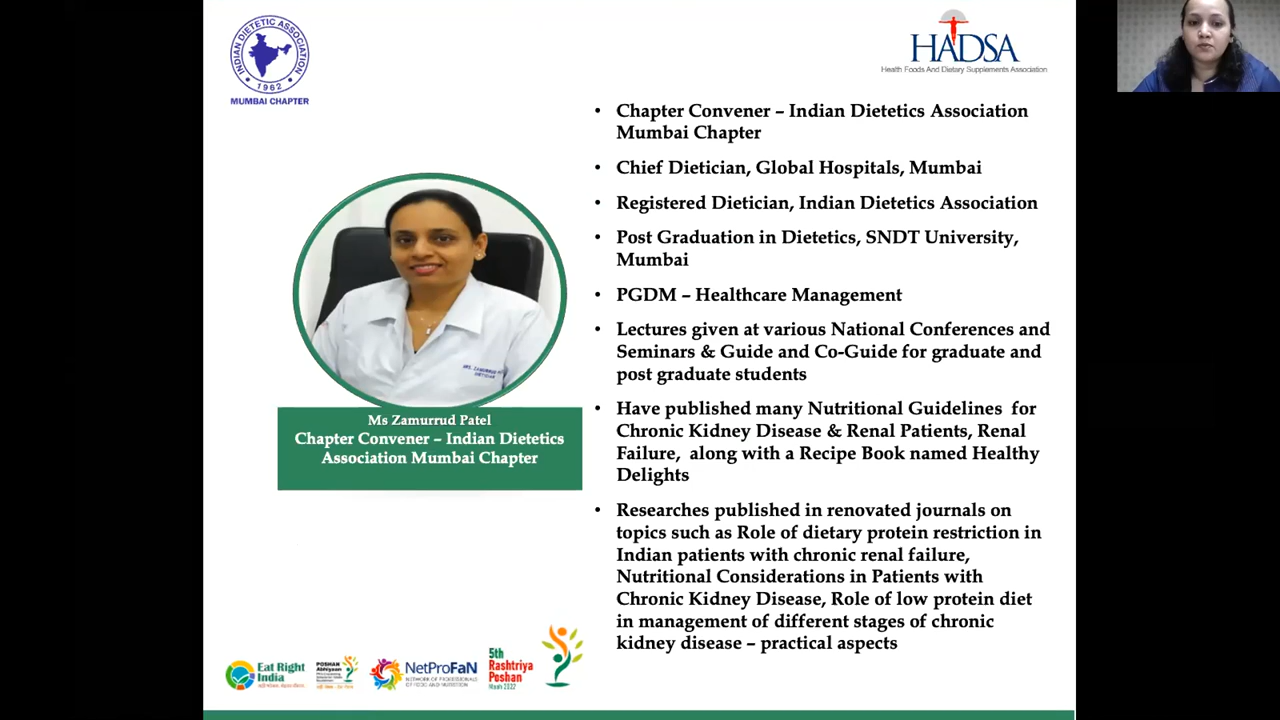 INDIAN DIETETIC ASSOCIATION
1962
MUMBAI CHAPTER
HADSA
Health Foods And Dietary Supplements Association
• Chapter Convener – Indian Dietetics Association
Mumbai Chapter
• Chief Dietician, Global Hospitals, Mumbai
• Registered Dietician, Indian Dietetics Association
• Post Graduation in Dietetics, SNDT University,
Mumbai
• PGDM – Healthcare Management
• Lectures given at various National Conferences and
Seminars & Guide and Co-Guide for graduate and
post graduate students
• Have published many Nutritional Guidelines for
Chronic Kidney Disease & Renal Patients, Renal
Failure, along with a Recipe Book named Healthy
Delights
• Researches published in renovated journals on
topics such as Role of dietary protein restriction in
Indian patients with chronic renal failure,
Nutritional Considerations in Patients with
Chronic Kidney Disease, Role of low protein diet
in management of different stages of chronic
kidney disease – practical aspects
Ms Zamurrud Patel
Chapter Convener – Indian Dietetics
Association Mumbai Chapter
Eat Right
India
POSHAN
Abhiyaan
NetProFaN
NETWORK OF PROFESSIONALS
OF FOOD AND NUTRITION
5th
Rashtriya
Poshan
Maah 2022